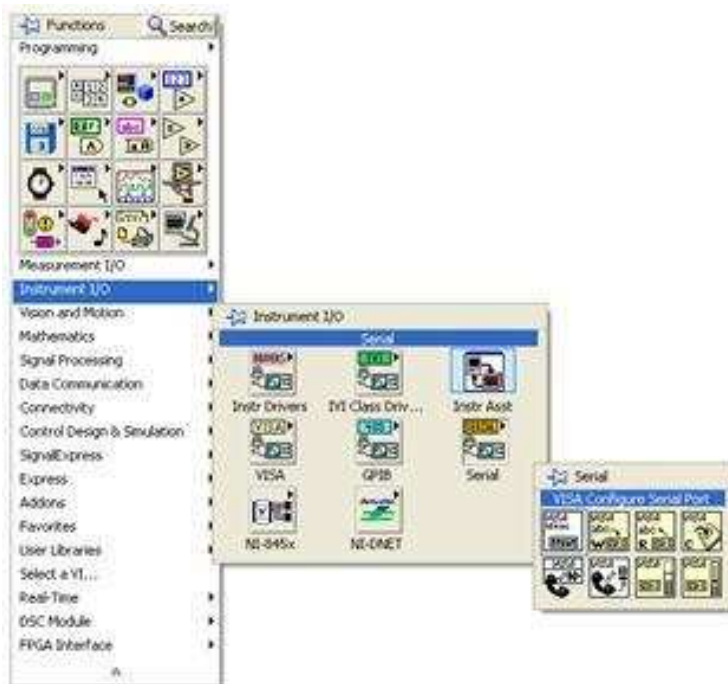 Functions
Search
Programming
Measurement I/O
Instrument I/O
Vision and Motion
Mathematics
Signal Processing
Data Communication
Connectivity
Control Design & Simulation
SignalExpress
Express
Addons
Favorites
User Libraries
Select a VI...
Real-Time
DSC Module
FPGA Interface
Instrument I/O
Serial
Instr Drivers
IVI Class Driv...
Instr Asst
VISA
GPIB
Serial
NI-845x
NI-DNET
Serial
VISA Configure Serial Port